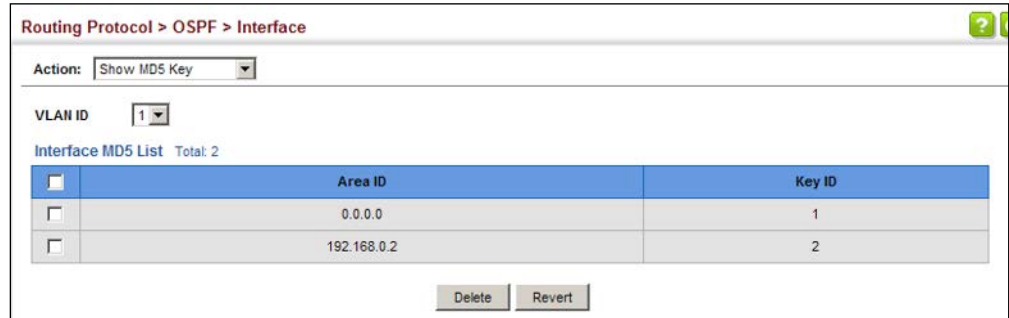 Routing Protocol > OSPF > Interface
?
Action: Show MD5 Key
VLAN ID 1
Interface MD5 List Total: 2
Area ID Key ID
0.0.0.0 1
192.168.0.2 2
Delete Revert